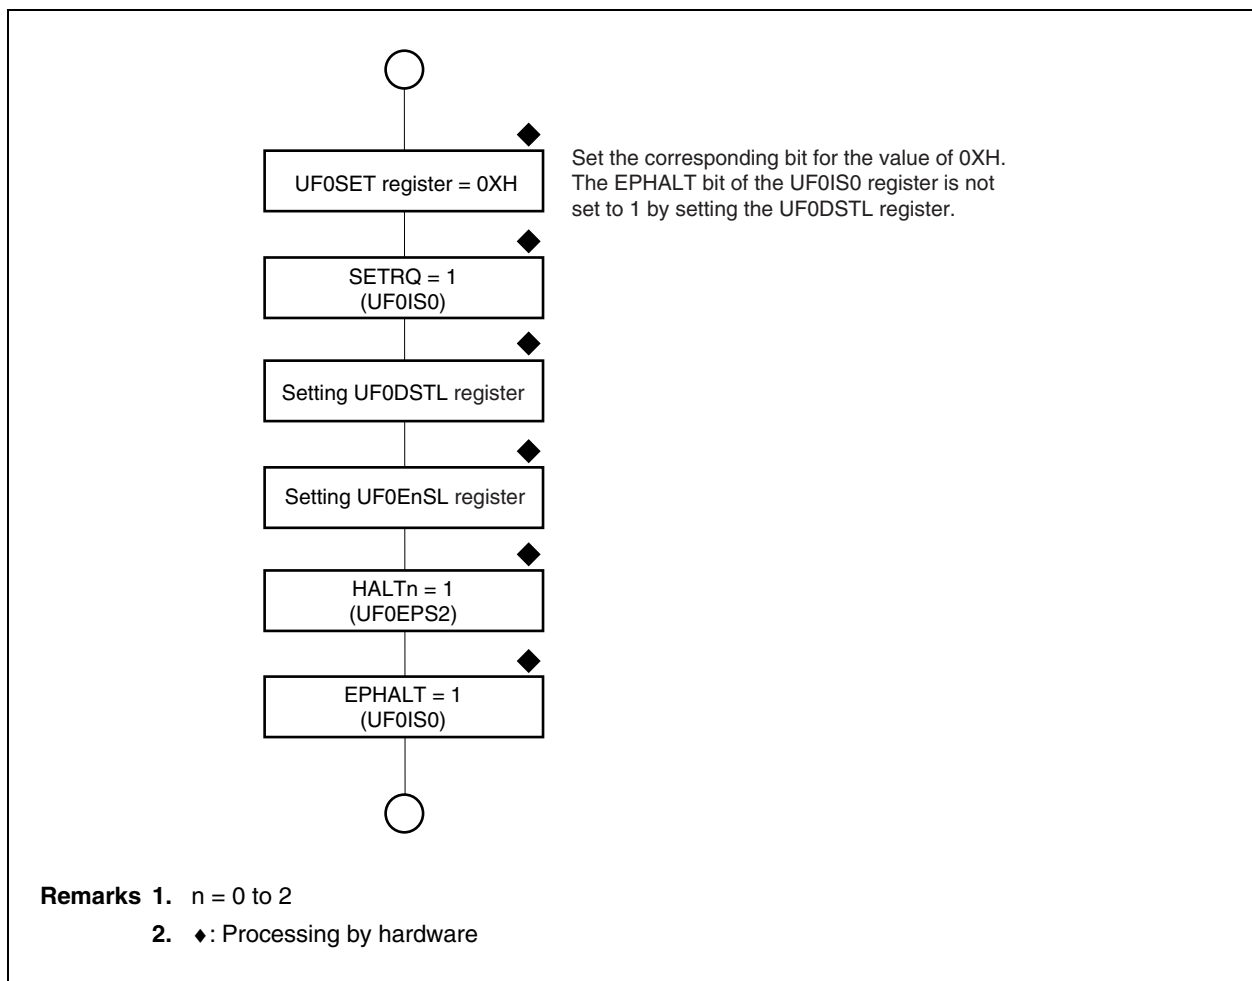 UF0SET register = 0XH
Set the corresponding bit for the value of 0XH.
The EPHALT bit of the UF0IS0 register is not
set to 1 by setting the UF0DSTL register.
SETRQ = 1
(UF0IS0)
Setting UF0DSTL register
Setting UF0EnSL register
HALTn = 1
(UF0EPS2)
EPHALT = 1
(UF0IS0)
Remarks 1. n = 0 to 2
2. ♦: Processing by hardware